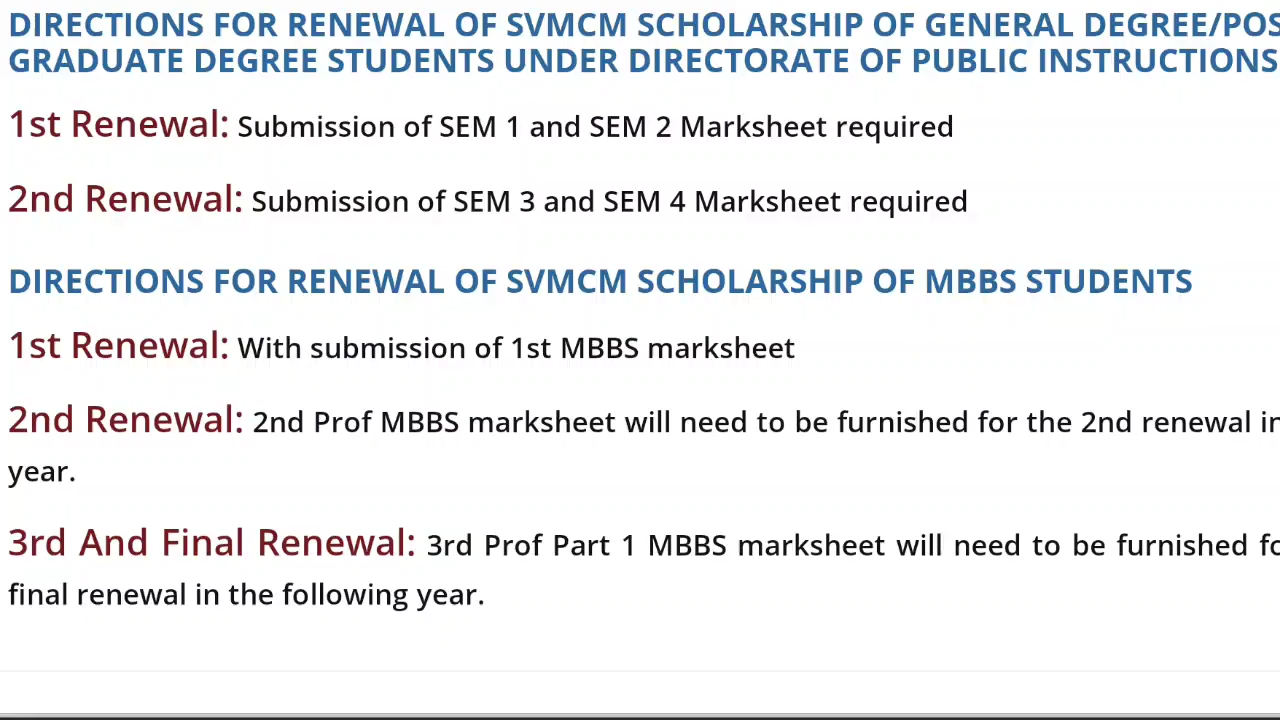 DIRECTIONS FOR RENEWAL OF SVMCM SCHOLARSHIP OF GENERAL DEGREE/POS
GRADUATE DEGREE STUDENTS UNDER DIRECTORATE OF PUBLIC INSTRUCTIONS
1st Renewal: Submission of SEM 1 and SEM 2 Marksheet required
2nd Renewal: Submission of SEM 3 and SEM 4 Marksheet required
DIRECTIONS FOR RENEWAL OF SVMCM SCHOLARSHIP OF MBBS STUDENTS
1st Renewal: With submission of 1st MBBS marksheet
2nd Renewal: 2nd Prof MBBS marksheet will need to be furnished for the 2nd renewal in
year.
3rd And Final Renewal: 3rd Prof Part 1 MBBS marksheet will need to be furnished
final renewal in the following year.